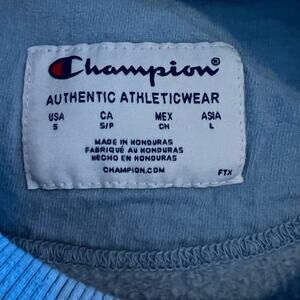 Champion
AUTHENTIC ATHLETICWEAR
USA CA MEX ASIA
S S/P CH L
MADE IN HONDURAS
FABRIQUÉ AU HONDURAS
HECHO EN HONDURAS
CHAMPION.COM
FTX